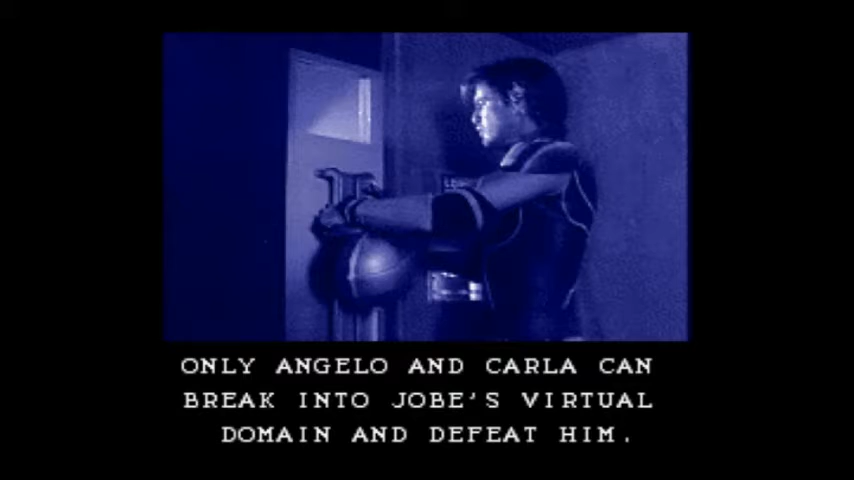 ONLY ANGELO AND CARLA CAN
BREAK INTO JOBE'S VIRTUAL
DOMAIN AND DEFEAT HIM.